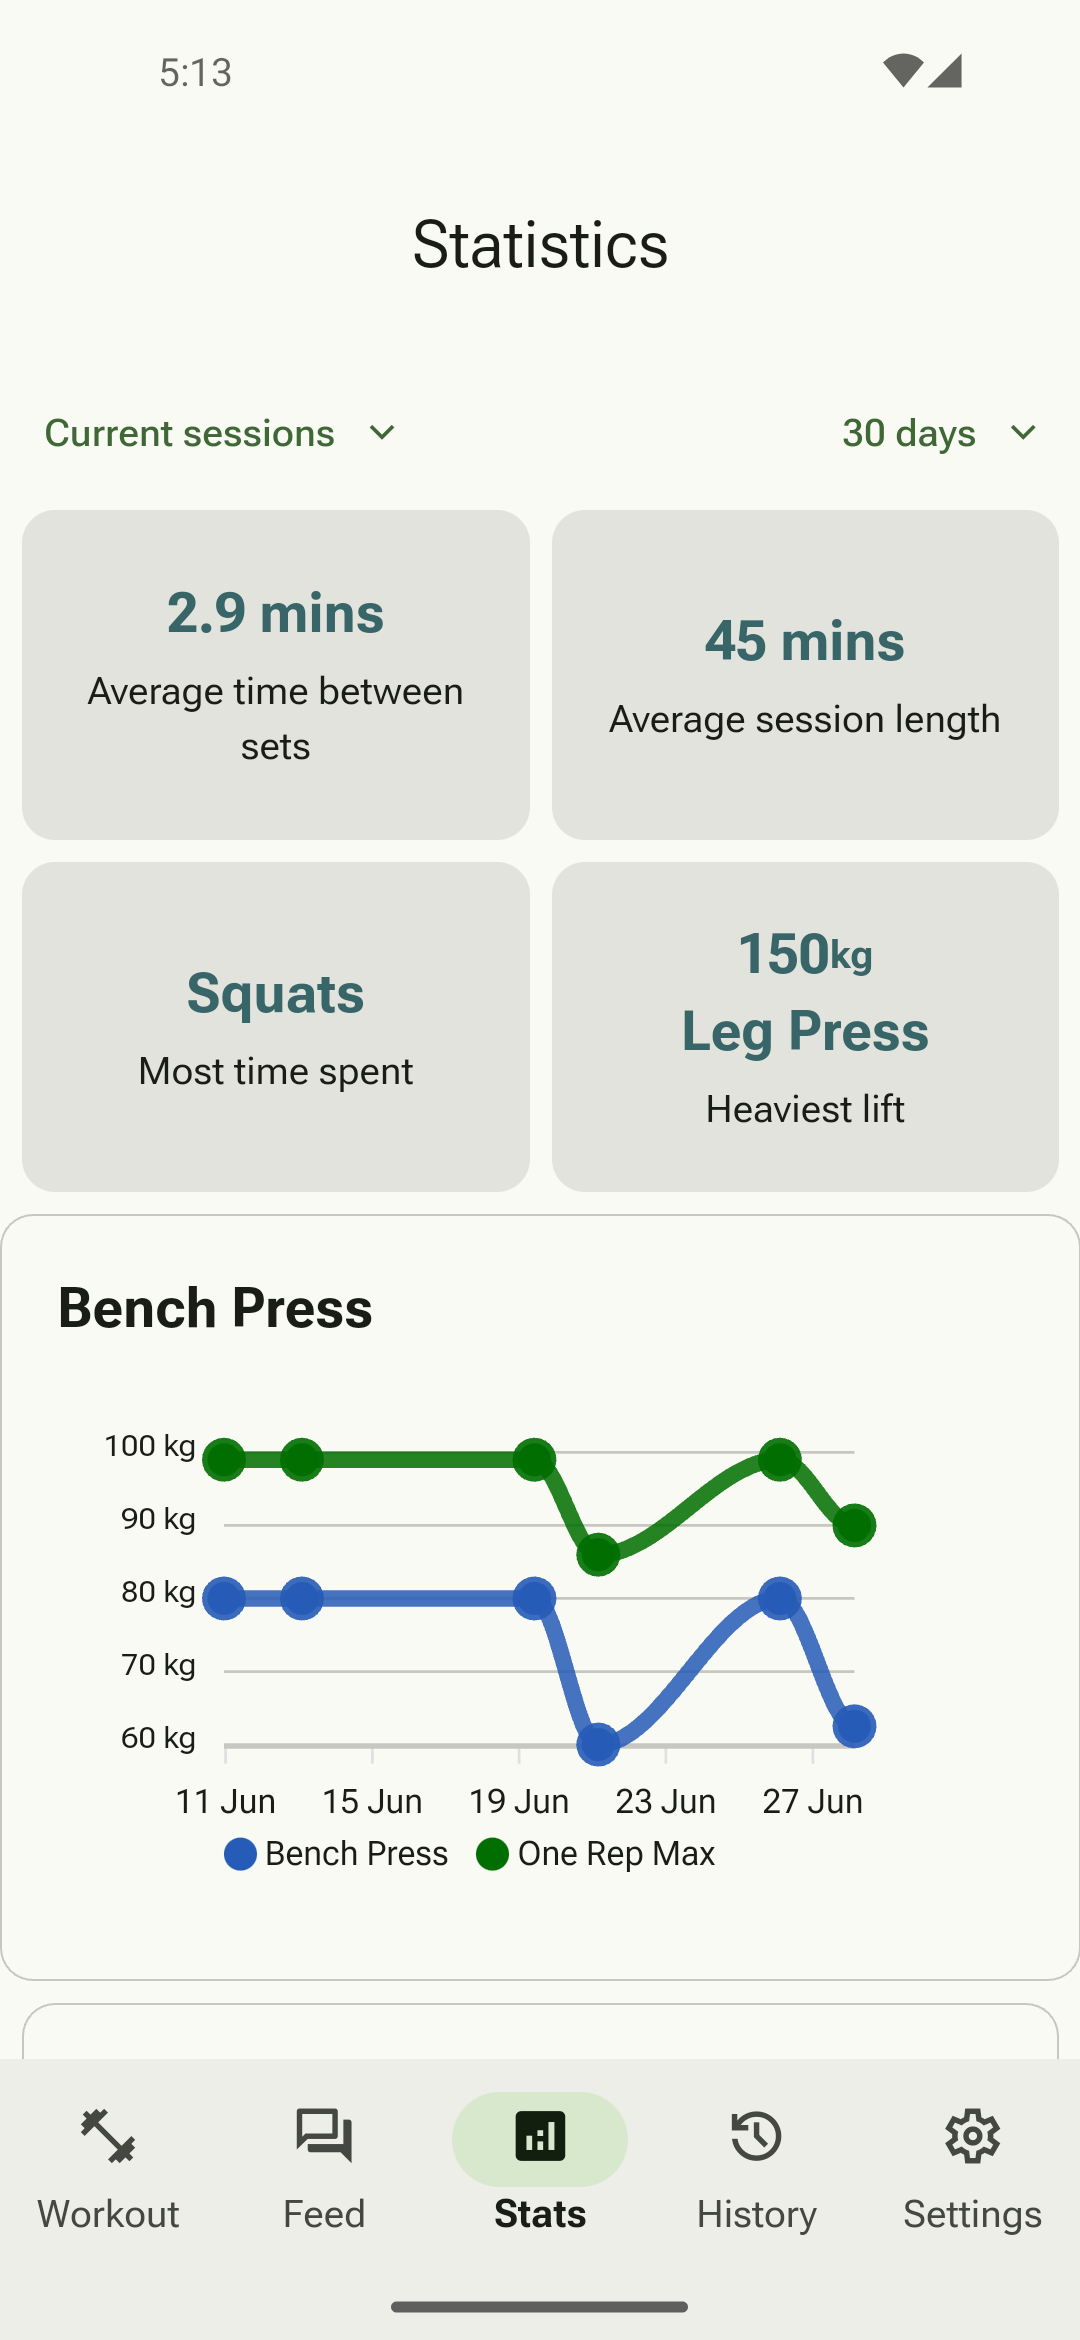 5:13
Statistics
Current sessions
30 days
2.9 mins
Average time between
sets
45 mins
Average session length
Squats
Most time spent
150kg
Leg Press
Heaviest lift
Bench Press
100 kg
90 kg
80 kg
70 kg
60 kg
11 Jun 15 Jun 19 Jun 23 Jun 27 Jun
Bench Press One Rep Max
Workout Feed Stats History Settings